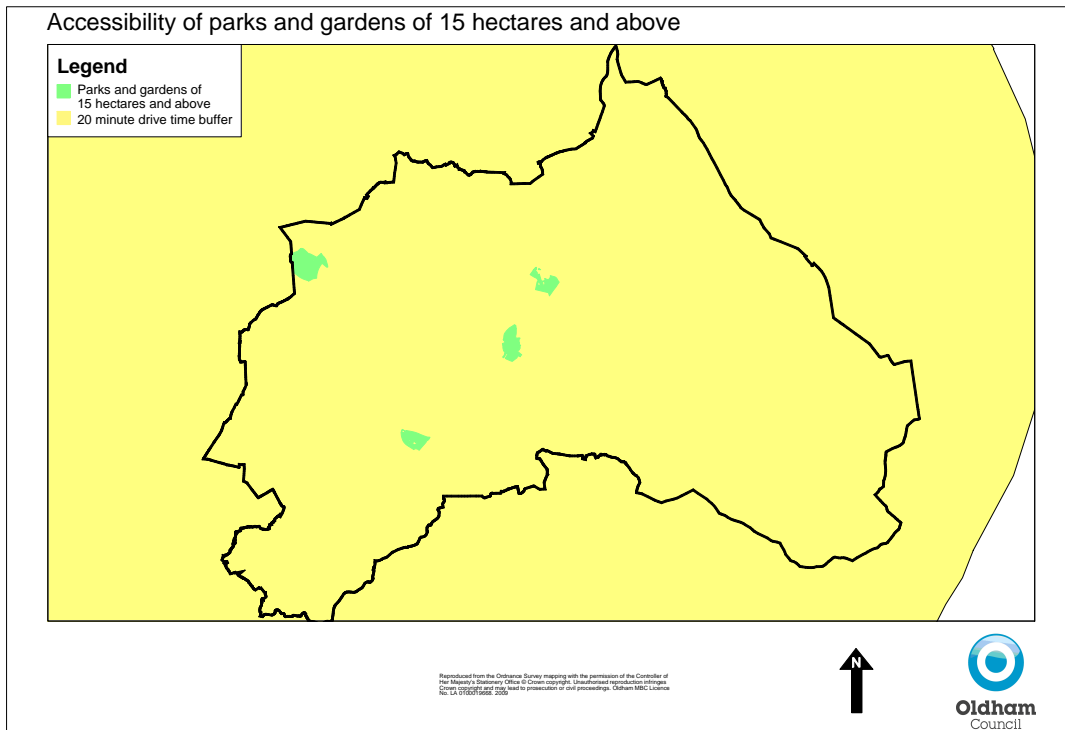 Accessibility of parks and gardens of 15 hectares and above
Legend
Parks and gardens of
15 hectares and above
20 minute drive time buffer
Reproduced from the Ordnance Survey mapping with the permission of the Controller of
Her Majesty's Stationery Office © Crown copyright. Unauthorised reproduction infringes
Crown copyright and may lead to prosecution or civil proceedings. Oldham MBC Licence
No. LA 0100019668. 2009
N
Oldham
Council